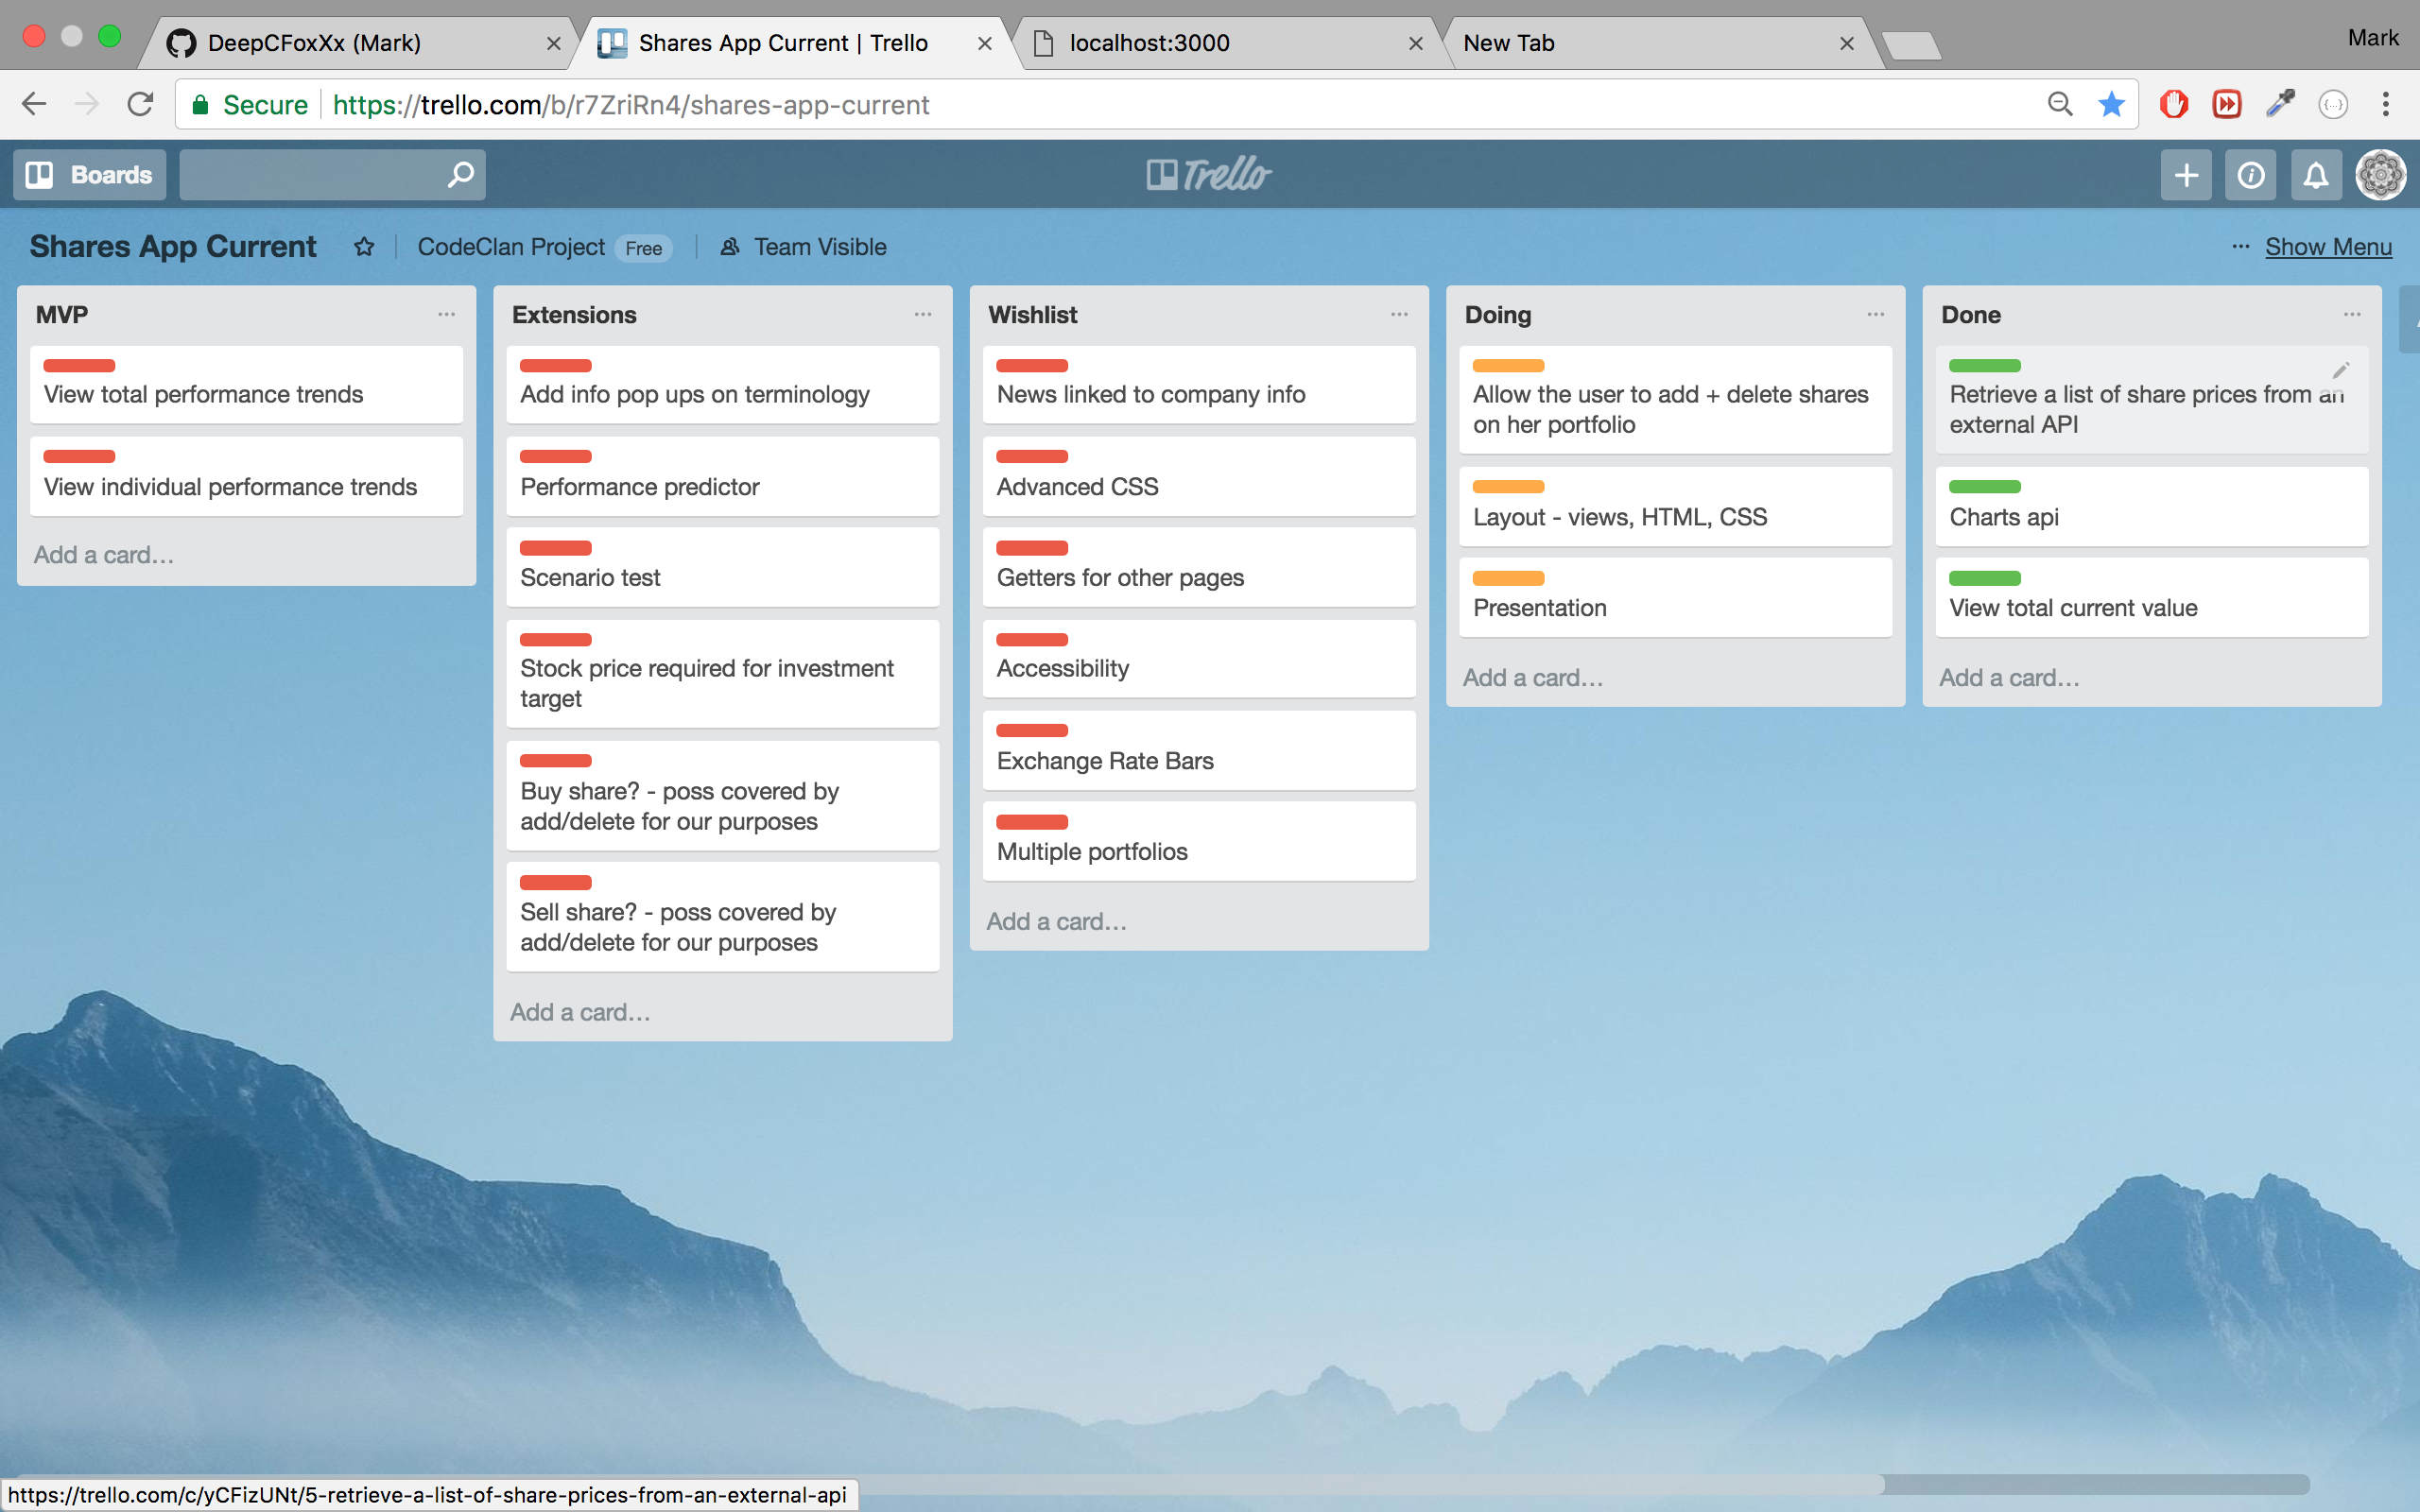 DeepCFoxXx (Mark)
Shares App Current | Trello
localhost:3000
New Tab
Mark
Secure
https://trello.com/b/r7ZriRn4/shares-app-current
Boards
Trello
Shares App Current
CodeClan Project
Free
Team Visible
Show Menu
MVP
View total performance trends
View individual performance trends
Add a card…
Extensions
Add info pop ups on terminology
Performance predictor
Scenario test
Stock price required for investment
target
Buy share? - poss covered by
add/delete for our purposes
Sell share? - poss covered by
add/delete for our purposes
Add a card…
Wishlist
News linked to company info
Advanced CSS
Getters for other pages
Accessibility
Exchange Rate Bars
Multiple portfolios
Add a card…
Doing
Allow the user to add + delete shares
on her portfolio
Layout - views, HTML, CSS
Presentation
Add a card…
Done
Retrieve a list of share prices from an
external API
Charts api
View total current value
Add a card…
https://trello.com/c/yCFizUNt/5-retrieve-a-list-of-share-prices-from-an-external-api